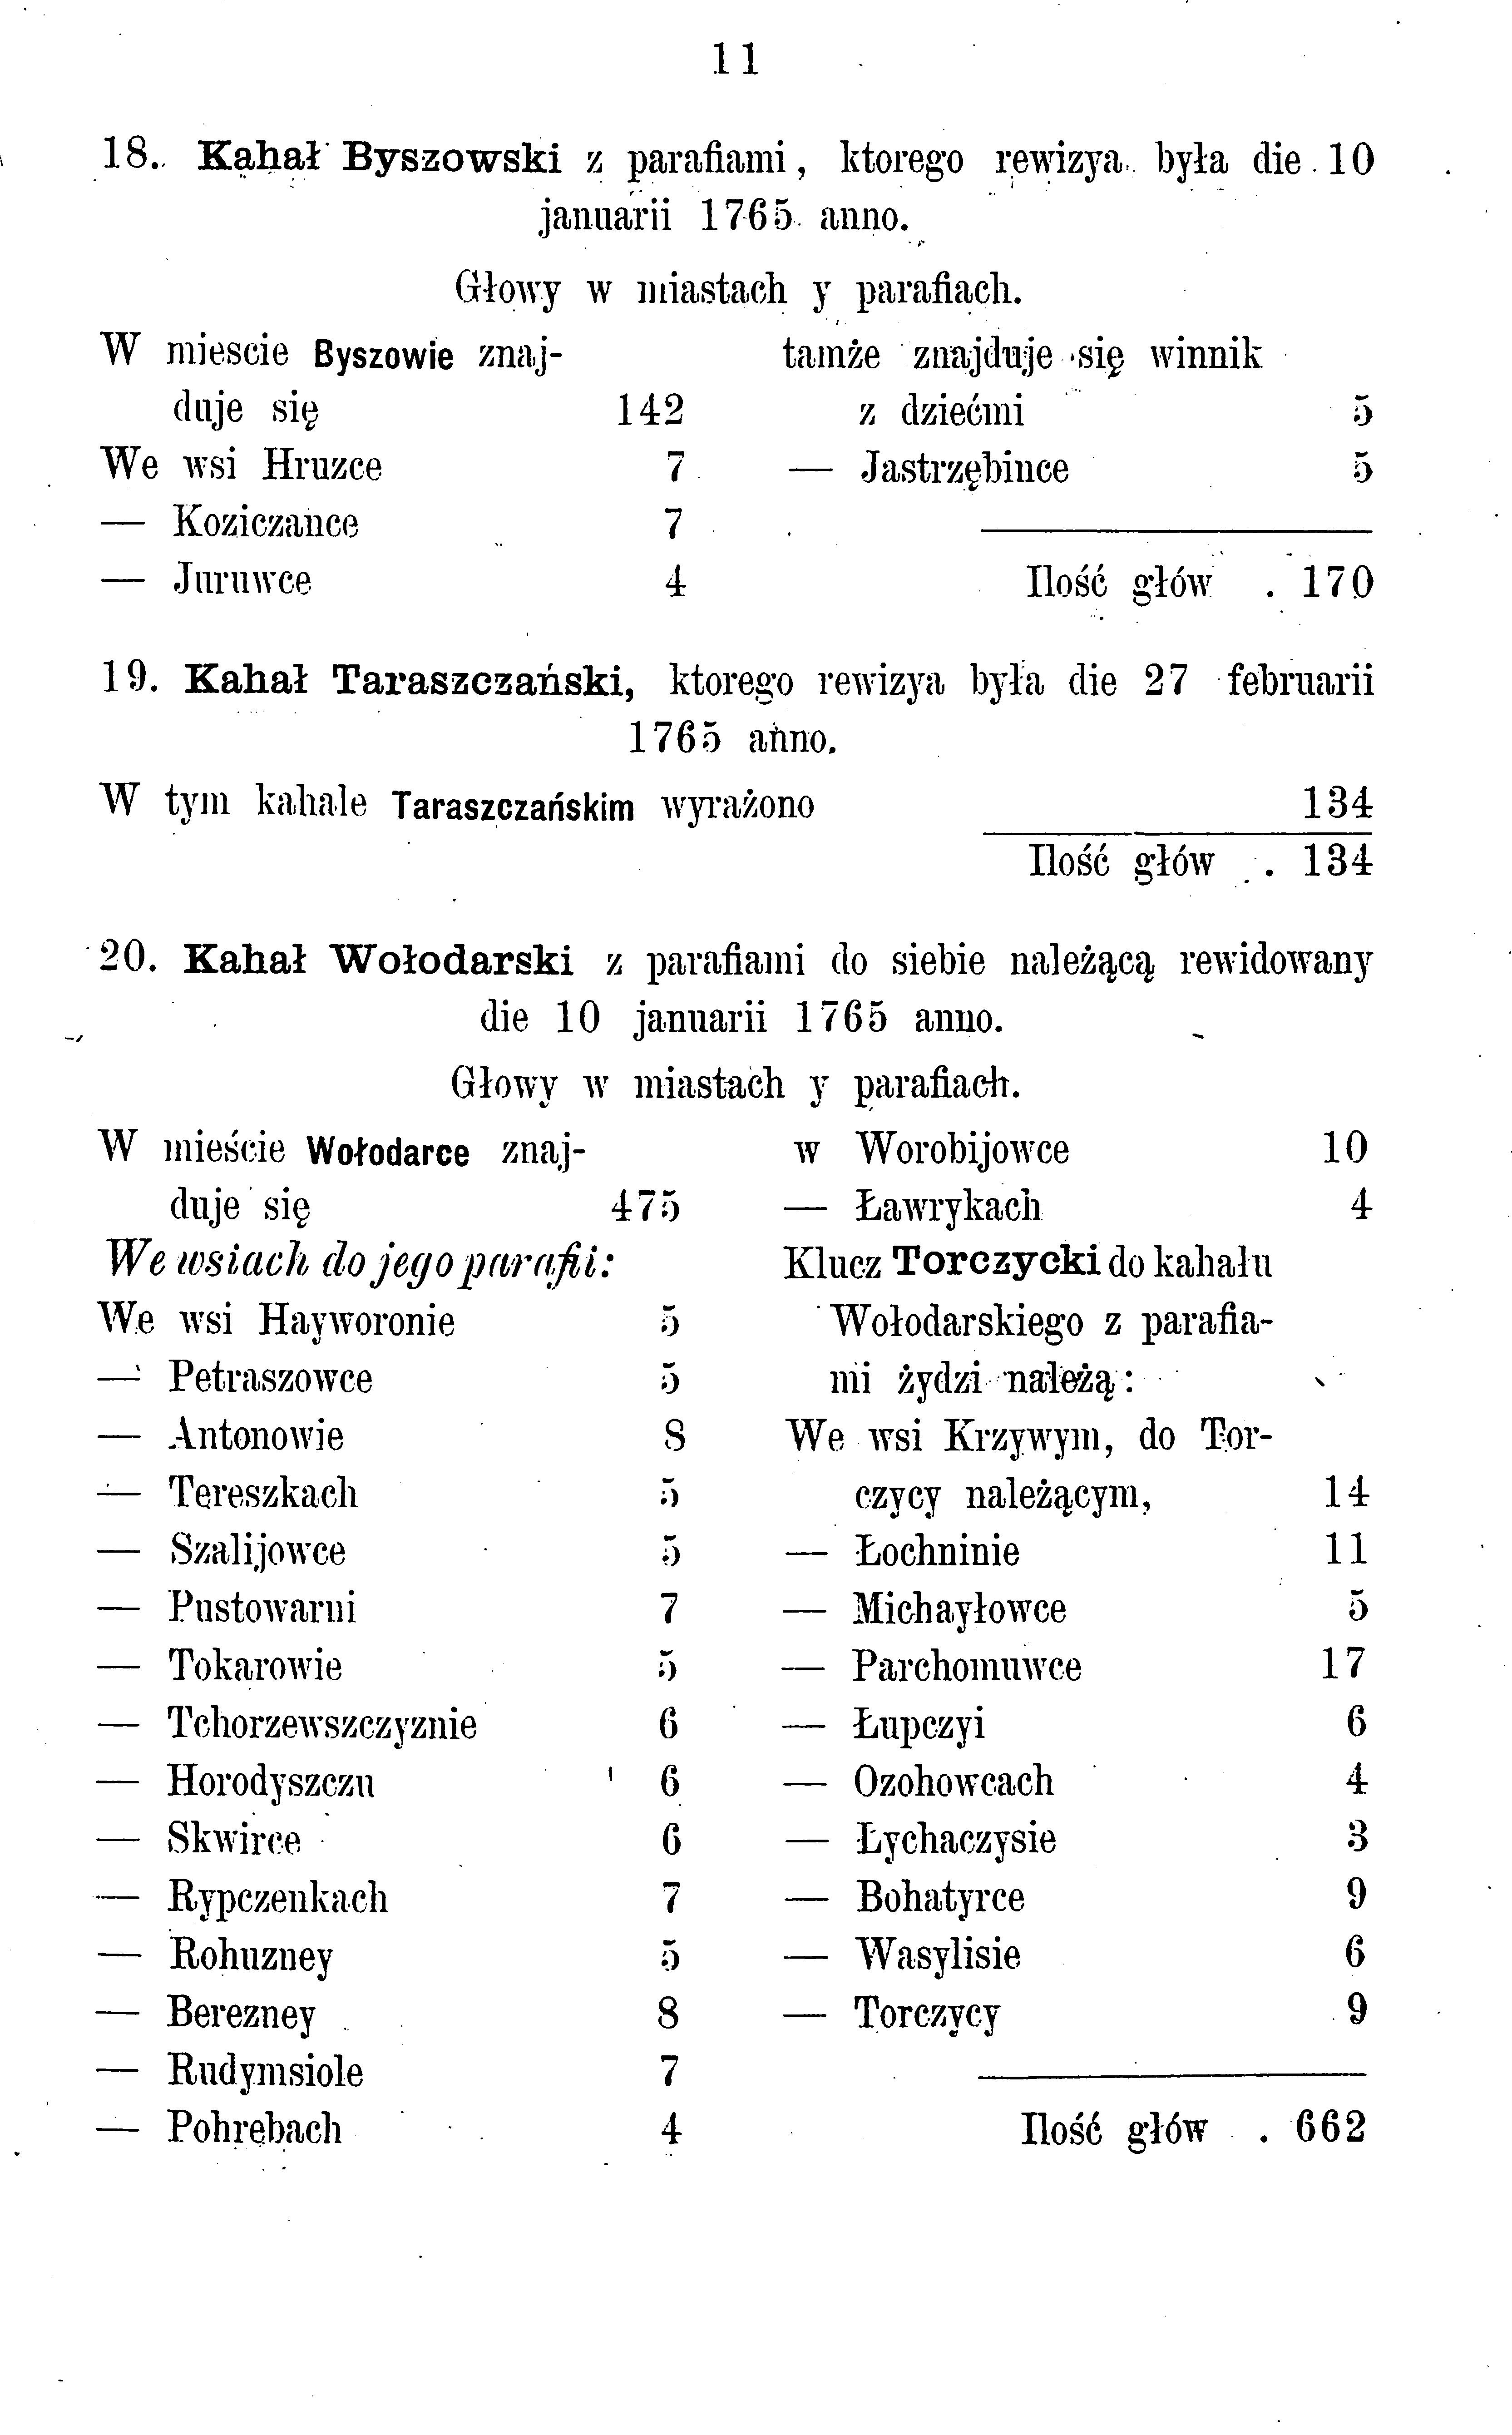 11
18. Kahał Byszowski z parafiami, ktorego rewizya była die 10
januarii 1765 anno.
Głowy w miastach y parafiach.
W miescie Byszowie znaj-
duje się 142
We wsi Hruzce 7
— Koziczance 7
— Juruwce 4
tamże znajduje się winnik
z dziećmi 5
— Jastrzębince 5
Ilość głów . 170
19. Kahał Taraszczański, ktorego rewizya była die 27 februarii
1765 anno.
W tym kahale Taraszczańskim wyrażono 134
Ilość głów . 134
20. Kahał Wołodarski z parafiami do siebie należącą rewidowany
die 10 januarii 1765 anno.
Głowy w miastach y parafiach.
W mieście Wołodarce znaj-
duje się 475
We wsiach do jego parafii:
We wsi Hayworonie 5
— Petraszowce 5
— Antonowie 8
— Tereszkach 5
— Szalijowce 5
— Pustowarni 7
— Tokarowie 5
— Tchorzewszczyznie 6
— Horodyszczu 6
— Skwirce 6
— Rypczenkach 7
— Rohuzney 5
— Berezney 8
— Rudymsiole 7
— Pohrebach 4
w Worobijowce 10
— Ławrykach 4
Klucz Torczycki do kahału
Wołodarskiego z parafia-
mi żydzi należą:
We wsi Krzywym, do Tor-
czycy należącym, 14
— Łochninie 11
— Michayłowce 5
— Parchomuwce 17
— Łupczyi 6
— Ozohowcach 4
— Łychaczysie 3
— Bohatyrce 9
— Wasylisie 6
— Torczycy 9
Ilość głów . 662